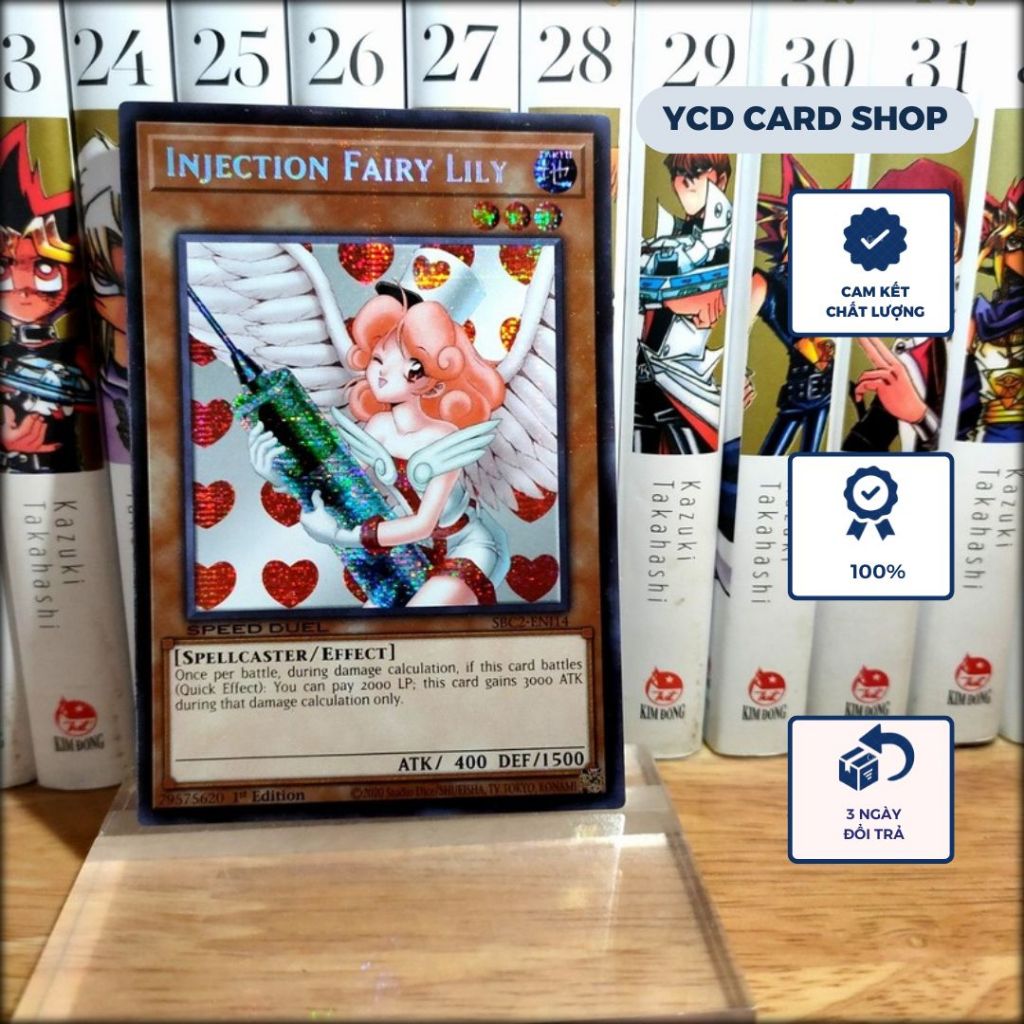 3 24 25 26 27 28 29 30 31
YCD CARD SHOP
INJECTION FAIRY LILY
地
CAM KẾT
CHẤT LƯỢNG
100%
3 NGÀY
ĐỔI TRẢ
SPEED DUEL
SBC2-ENI14
[SPELLCASTER/EFFECT]
Once per battle, during damage calculation, if this card battles
(Quick Effect): You can pay 2000 LP; this card gains 3000 ATK
during that damage calculation only.
ATK/ 400 DEF/1500
79575620 1st Edition
©2020 Studio Dice/SHUEISHA, TV TOKYO, KONAMI
Kazuki
Takahashi
Kazuki
Takahashi
Takahashi
Takahashi
Kazuki
Takahashi
KIM ĐỒNG
KIM ĐỒNG
KIM ĐỒNG
KIM ĐỒNG
KIM ĐỒNG